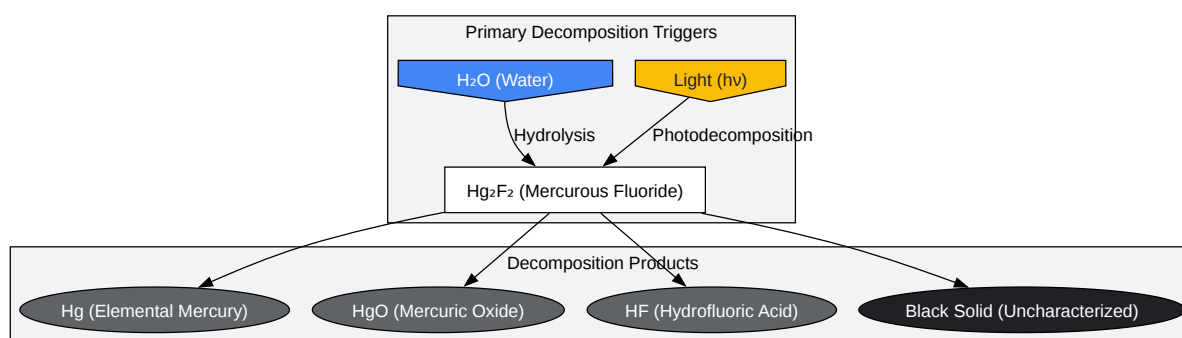 Primary Decomposition Triggers
H₂O (Water)
Light (hν)
Hydrolysis
Photodecomposition
Hg₂F₂ (Mercurous Fluoride)
Decomposition Products
Hg (Elemental Mercury)
HgO (Mercuric Oxide)
HF (Hydrofluoric Acid)
Black Solid (Uncharacterized)